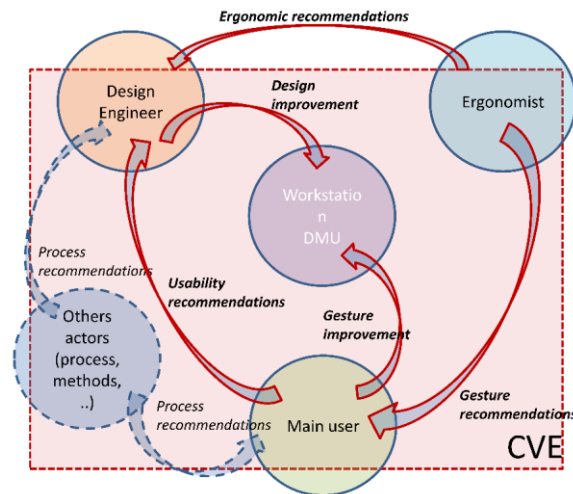 Ergonomic recommendations
Design
Engineer
Design
improvement
Ergonomist
Workstatio
n
DMU
Process
recommendations
Usability
recommendations
Gesture
improvement
Others
actors
(process,
methods,
..)
Process
recommendations
Main user
Gesture
recommendations
CVE